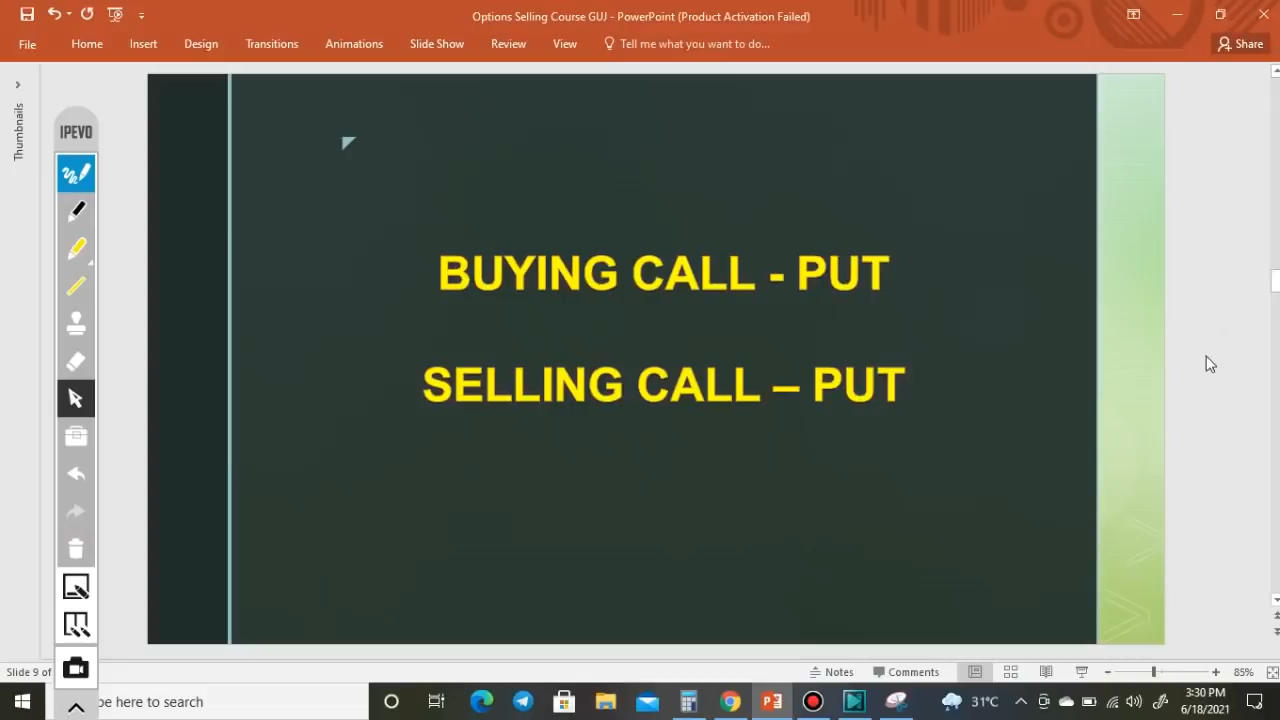 Options Selling Course GUJ - PowerPoint (Product Activation Failed)
File Home Insert Design Transitions Animations Slide Show Review View Tell me what you want to do... Share
Thumbnails
IPEVO
BUYING CALL - PUT
SELLING CALL – PUT
Slide 9 of Notes Comments 85%
pe here to search
31°C
3:30 PM
6/18/2021